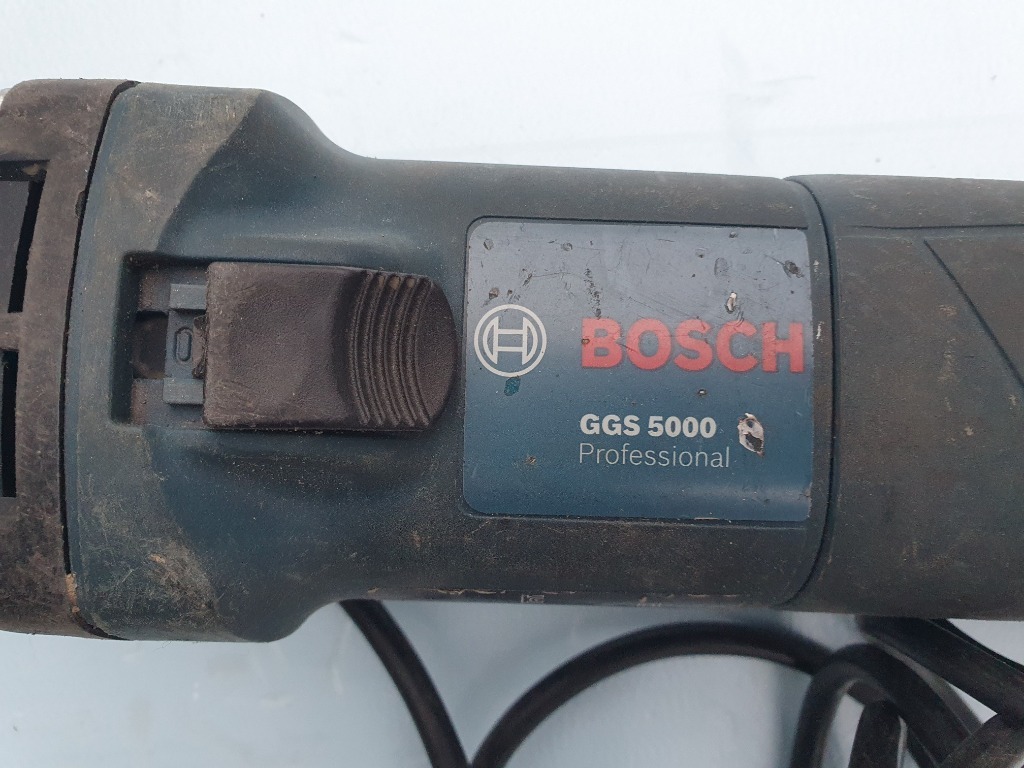 BOSCH
GGS 5000
Professional